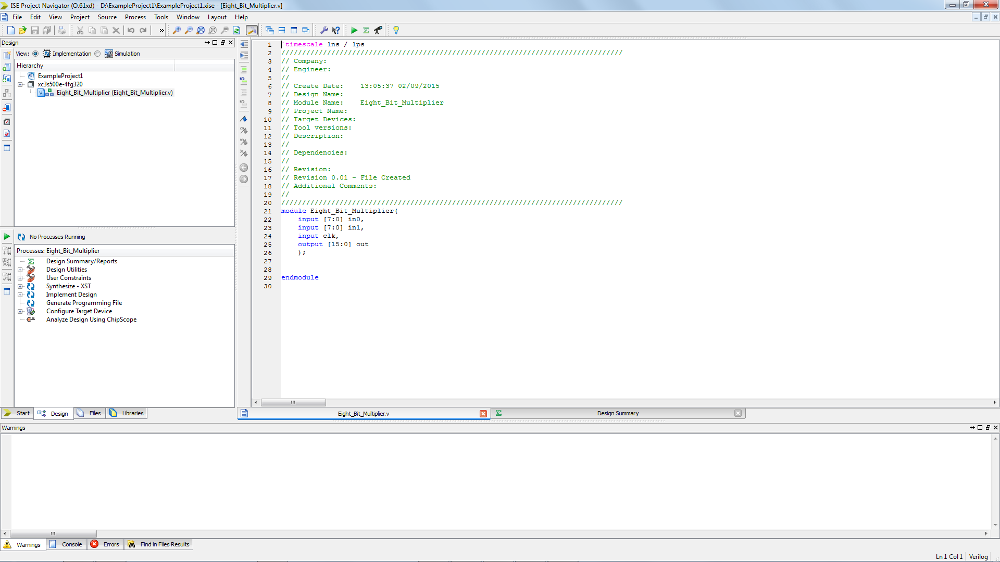 ISE Project Navigator (O.61xd) - D:\ExampleProject1\ExampleProject1.xise - [Eight_Bit_Multiplier.v]
File Edit View Project Source Process Tools Window Layout Help
Design
View: Implementation Simulation
Hierarchy
ExampleProject1
xc3s500e-4fg320
Eight_Bit_Multiplier (Eight_Bit_Multiplier.v)
No Processes Running
Processes: Eight_Bit_Multiplier
Design Summary/Reports
Design Utilities
User Constraints
Synthesize - XST
Implement Design
Generate Programming File
Configure Target Device
Analyze Design Using ChipScope
Start Design Files Libraries
1 `timescale 1ns / 1ps
2 //////////////////////////////////////////////////////////////////////////////////
3 // Company:
4 // Engineer:
5 //
6 // Create Date:    13:05:37 02/09/2015
7 // Design Name:
8 // Module Name:    Eight_Bit_Multiplier
9 // Project Name:
10 // Target Devices:
11 // Tool versions:
12 // Description:
13 //
14 // Dependencies:
15 //
16 // Revision:
17 // Revision 0.01 - File Created
18 // Additional Comments:
19 //
20 //////////////////////////////////////////////////////////////////////////////////
21 module Eight_Bit_Multiplier(
22     input [7:0] in0,
23     input [7:0] in1,
24     input clk,
25     output [15:0] out
26     );
27
28
29 endmodule
30
Eight_Bit_Multiplier.v Design Summary
Warnings
Warnings Console Errors Find in Files Results
Ln 1 Col 1 Verilog